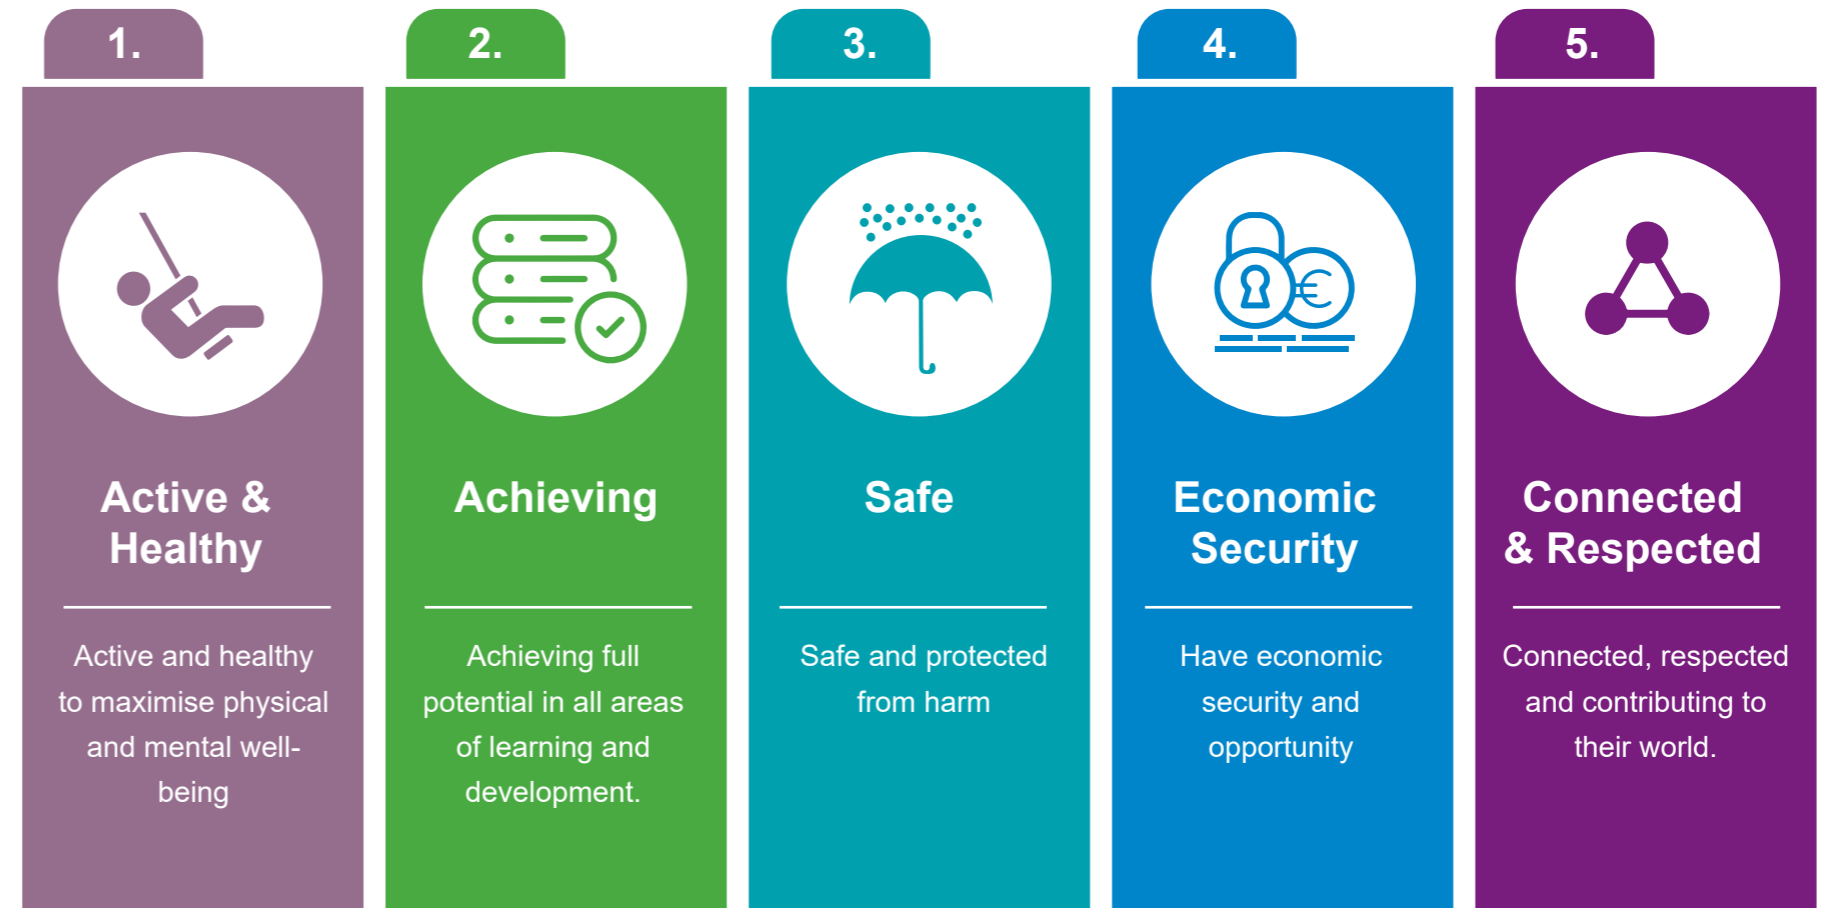 1.
Active &
Healthy
Active and healthy
to maximise physical
and mental well-
being
2.
Achieving
Achieving full
potential in all areas
of learning and
development.
3.
Safe
Safe and protected
from harm
4.
€
Economic
Security
Have economic
security and
opportunity
5.
Connected
& Respected
Connected, respected
and contributing to
their world.